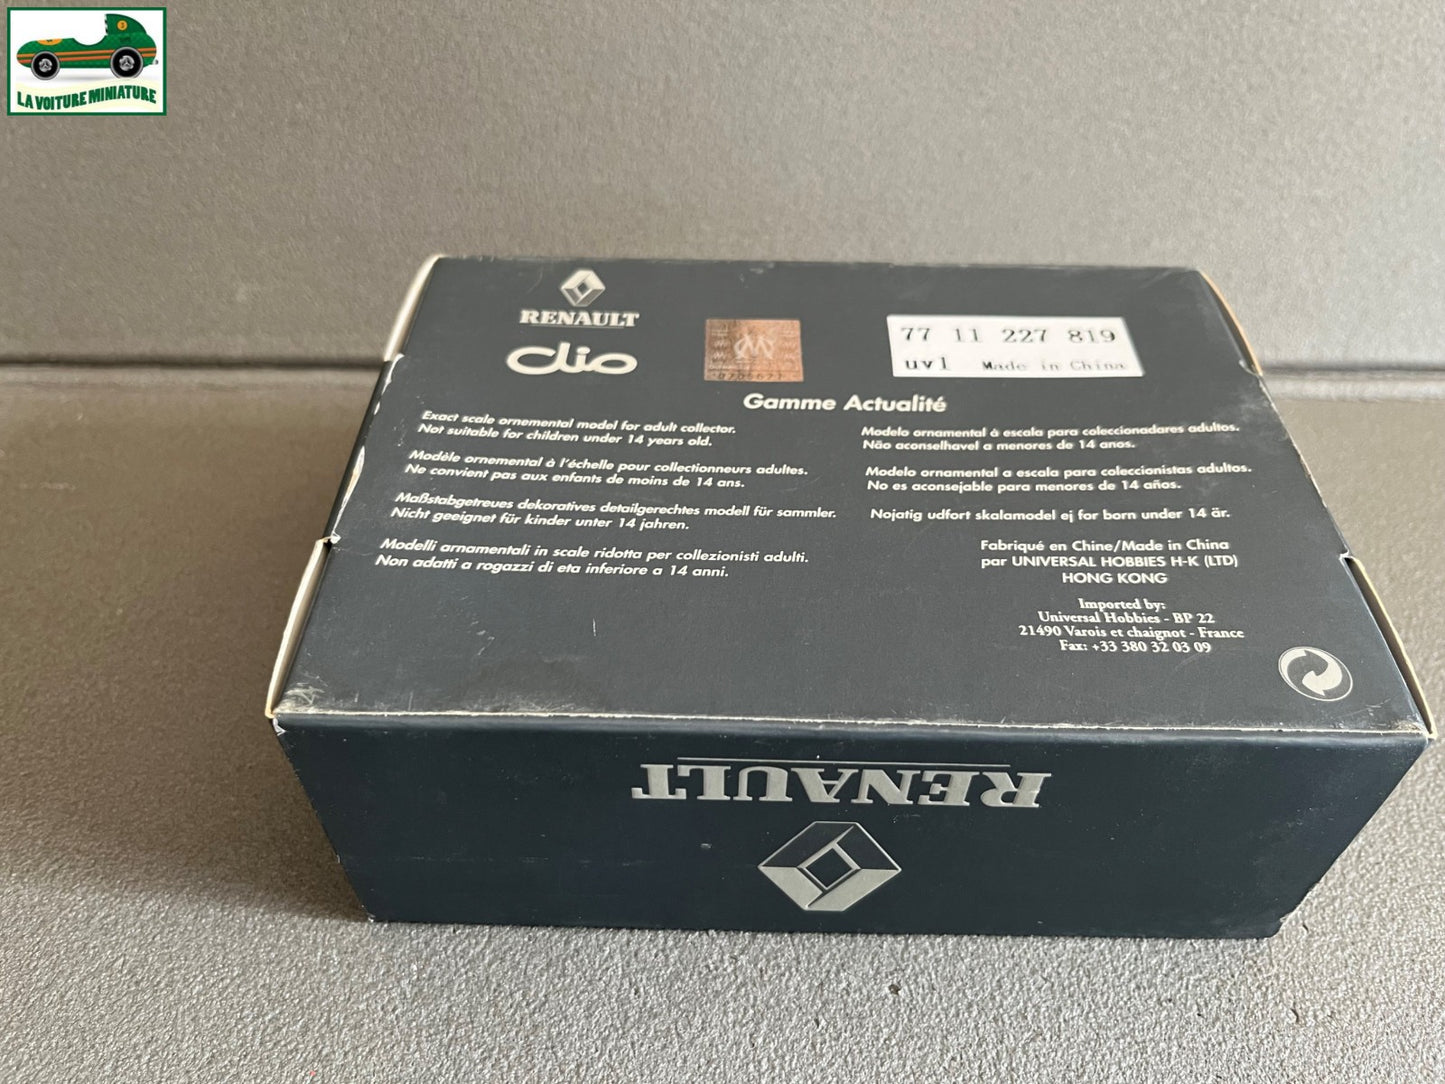 LA VOITURE MINIATURE
RENAULT
Clio
77 11 227 819
uv1 Made in China
Gamme Actualité
Exact scale ornemental model for adult collector.
Not suitable for children under 14 years old.
Modèle ornemental à l'échelle pour collectionneurs adultes.
Ne convient pas aux enfants de moins de 14 ans.
Maßstabgetreues dekoratives detailgerechtes modell für sammler.
Nicht geeignet für kinder unter 14 jahren.
Modelli ornamentali in scale ridotta per collezionisti adulti.
Non adatti a ragazzi di eta inferiore a 14 anni.
Modelo ornamental à escala para coleccionadares adultos.
Não aconselhavel a menores de 14 anos.
Modelo ornamental a escala para coleccionistas adultos.
No es aconsejable para menores de 14 años.
Nojatig udfort skalamodel ej for born under 14 är.
Fabriqué en Chine/Made in China
par UNIVERSAL HOBBIES H-K (LTD)
HONG KONG
Imported by:
Universal Hobbies - BP 22
21490 Varois et chaignot - France
Fax: +33 380 32 03 09
RENAULT